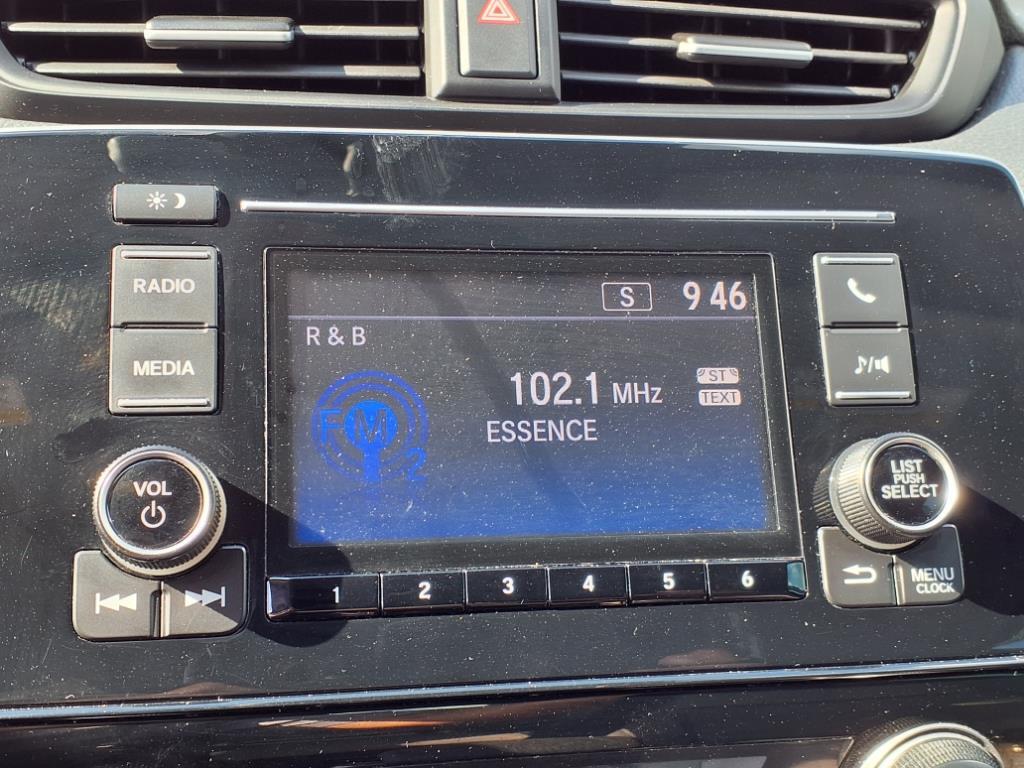 S 9 46
RADIO
R & B
MEDIA
102.1 MHz
ST
TEXT
FM
2
ESSENCE
VOL
LIST
PUSH
SELECT
MENU
CLOCK
1 2 3 4 5 6